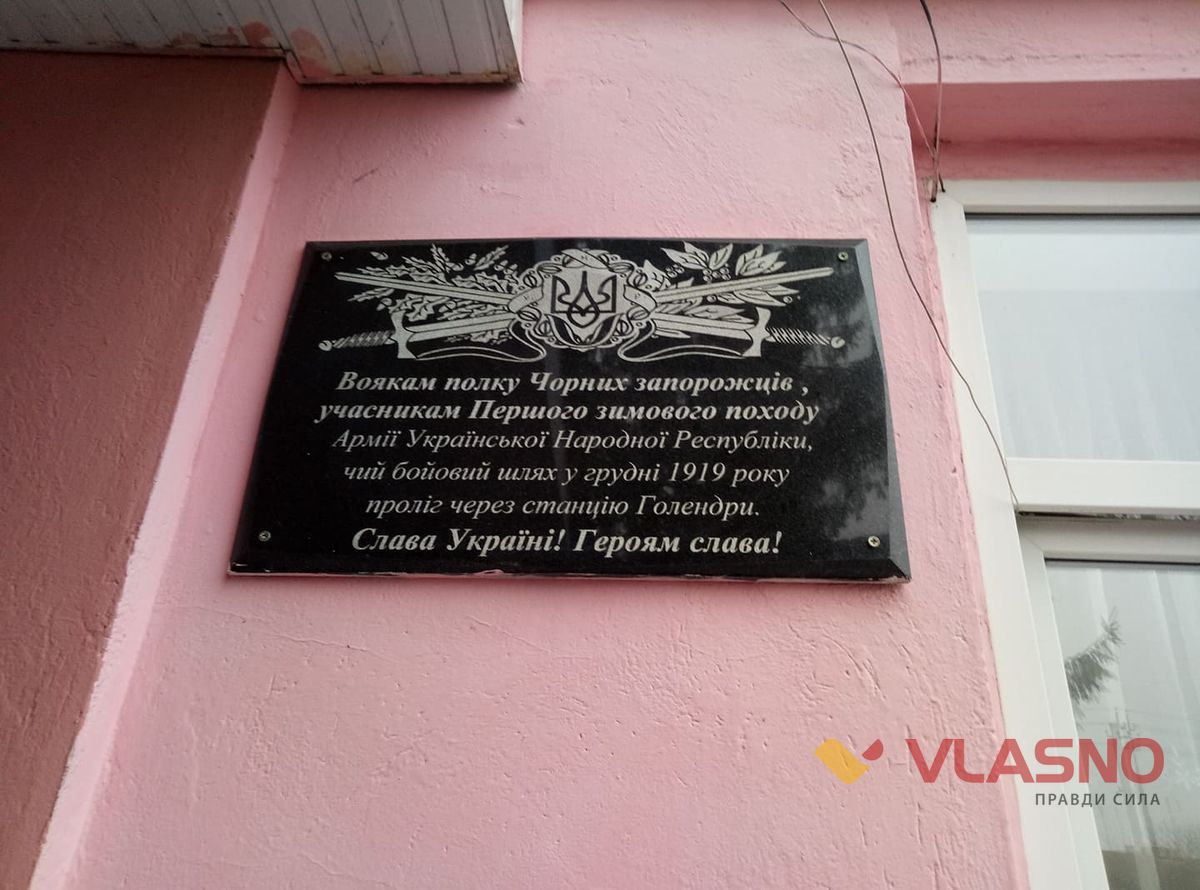 Воякам полку Чорних запорожців ,
учасникам Першого зимового походу
Армії Української Народної Республіки,
чий бойовий шлях у грудні 1919 року
проліг через станцію Голендри.
Слава Україні! Героям слава!
VLASNO
ПРАВДИ СИЛА